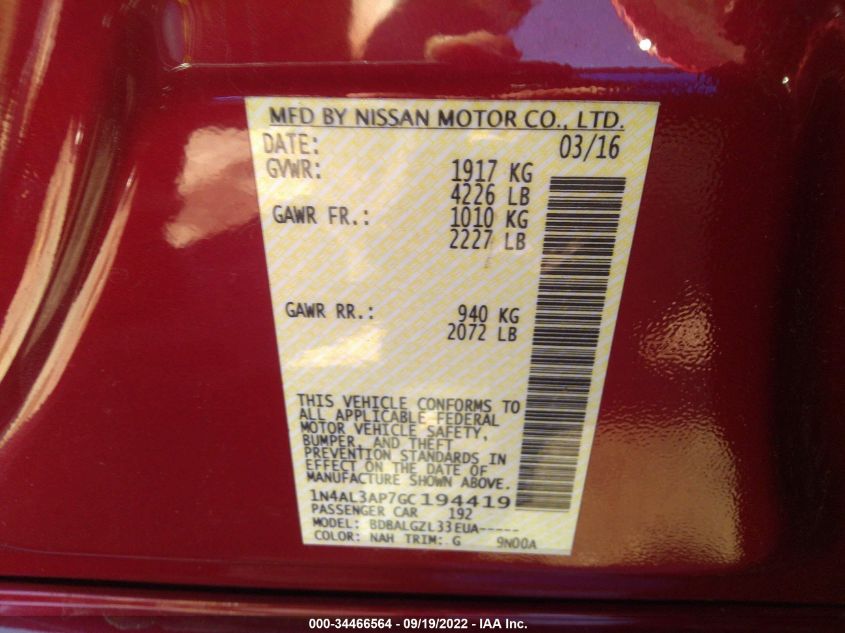 MFD BY NISSAN MOTOR CO., LTD.
DATE: 03/16
GVWR: 1917 KG
4226 LB
GAWR FR.: 1010 KG
2227 LB
GAWR RR.: 940 KG
2072 LB
THIS VEHICLE CONFORMS TO
ALL APPLICABLE FEDERAL
MOTOR VEHICLE SAFETY,
BUMPER, AND THEFT
PREVENTION STANDARDS IN
EFFECT ON THE DATE OF
MANUFACTURE SHOWN ABOVE.
1N4AL3AP7GC194419
PASSENGER CAR 192
MODEL: BDBALGZL33EUA-----
COLOR: NAH TRIM: G 9N00A
000-34466564 - 09/19/2022 - IAA Inc.